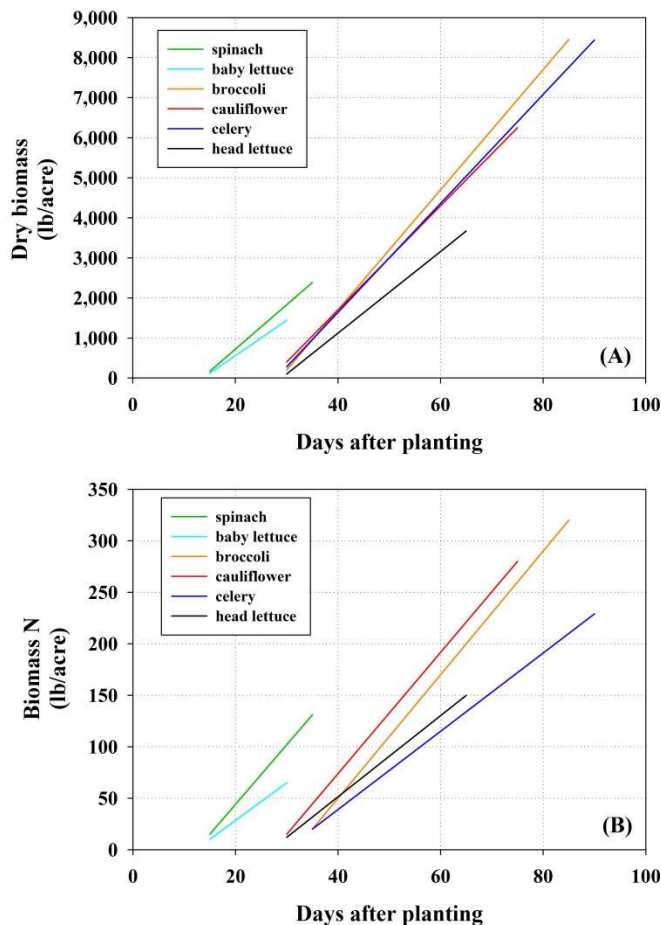 9,000
8,000
7,000
6,000
5,000
4,000
3,000
2,000
1,000
0
Dry biomass
(lb/acre)
spinach
baby lettuce
broccoli
cauliflower
celery
head lettuce
(A)
0 20 40 60 80 100
Days after planting
350
300
250
200
150
100
50
0
Biomass N
(lb/acre)
spinach
baby lettuce
broccoli
cauliflower
celery
head lettuce
(B)
0 20 40 60 80 100
Days after planting